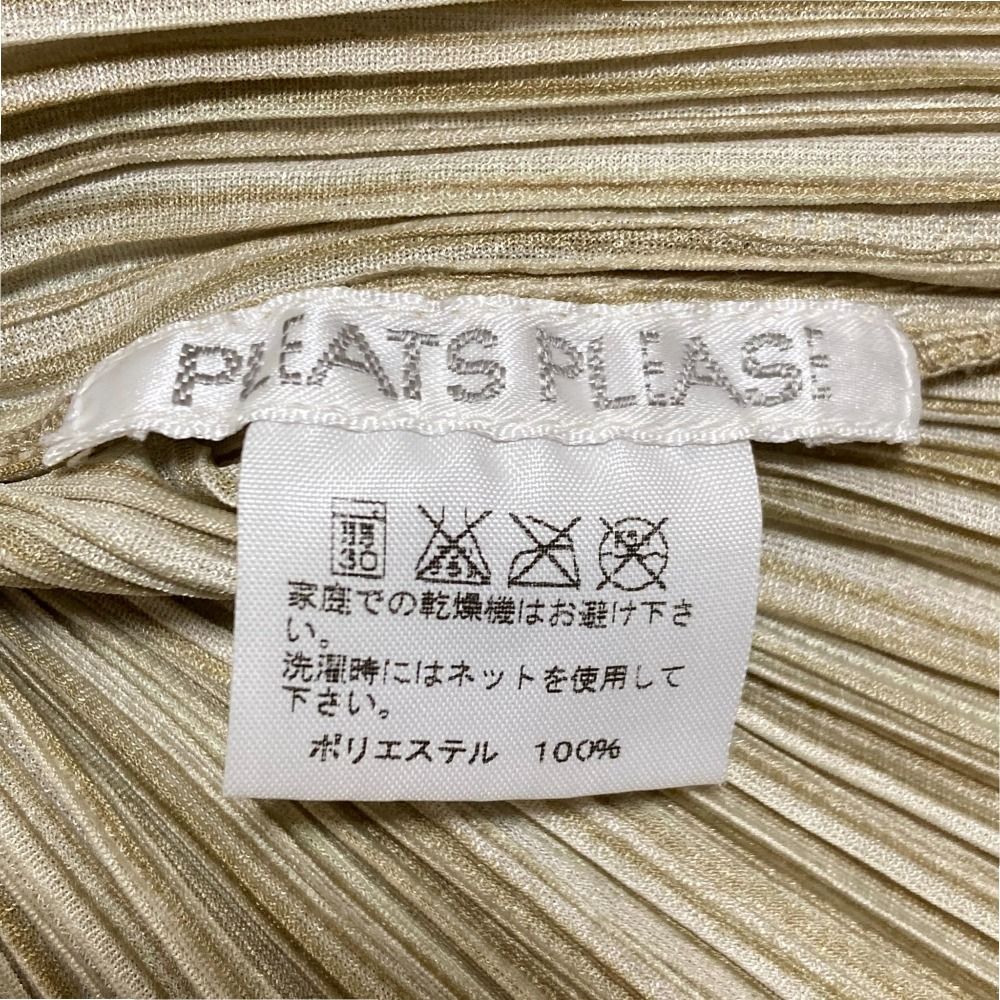 PLEATS PLEASE
30
家庭での乾燥機はお避け下さ
い。
洗濯時にはネットを使用して
下さい。
ポリエステル 100%